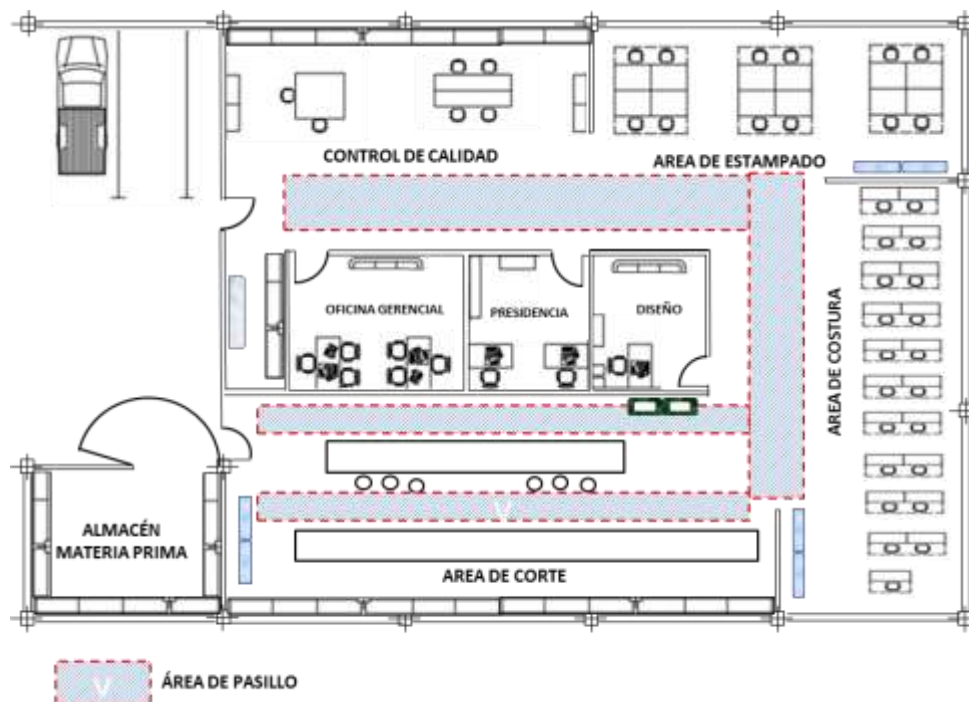 CONTROL DE CALIDAD
AREA DE ESTAMPADO
OFICINA GERENCIAL
PRESIDENCIA
DISEÑO
AREA DE COSTURA
V
ALMACÉN
MATERIA PRIMA
AREA DE CORTE
V
ÁREA DE PASILLO